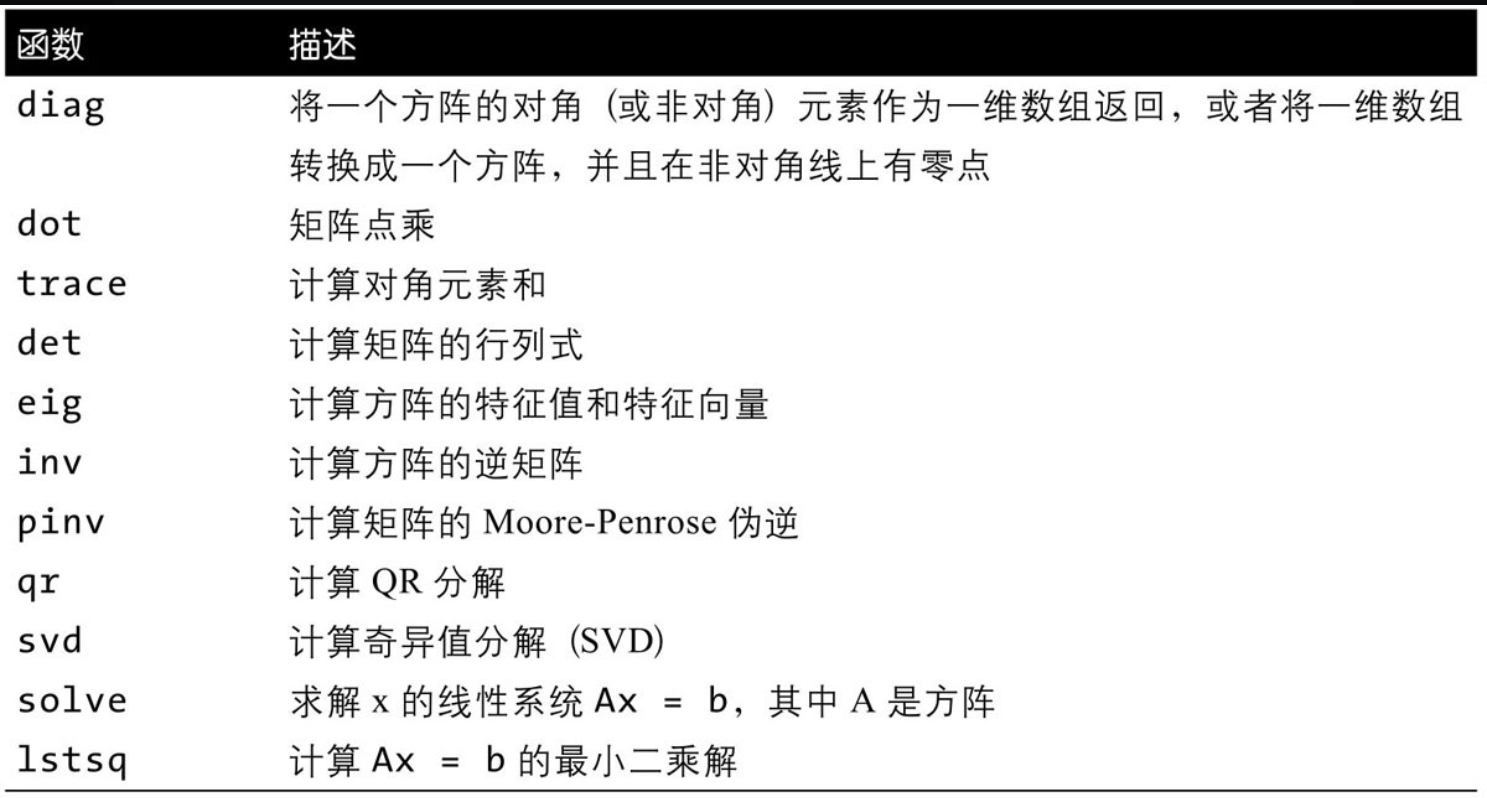 函数 描述
diag 将一个方阵的对角（或非对角）元素作为一维数组返回，或者将一维数组
转换成一个方阵，并且在非对角线上有零点
dot 矩阵点乘
trace 计算对角元素和
det 计算矩阵的行列式
eig 计算方阵的特征值和特征向量
inv 计算方阵的逆矩阵
pinv 计算矩阵的 Moore-Penrose 伪逆
qr 计算 QR 分解
svd 计算奇异值分解（SVD）
solve 求解 x 的线性系统 Ax = b，其中 A 是方阵
lstsq 计算 Ax = b 的最小二乘解